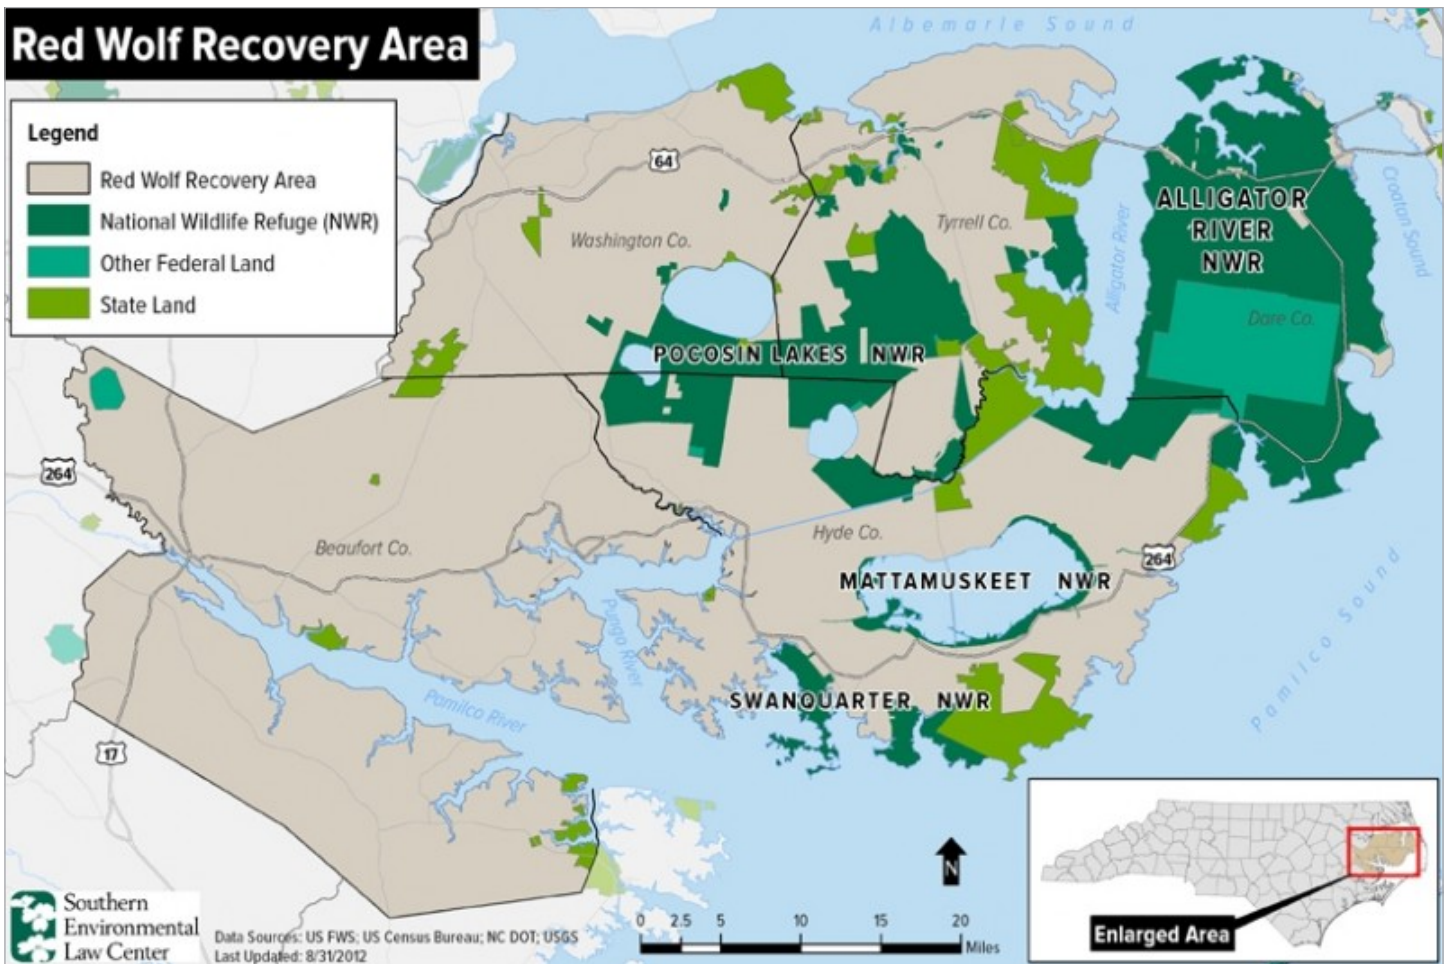 Red Wolf Recovery Area
Albemarle Sound
Legend
Red Wolf Recovery Area
National Wildlife Refuge (NWR)
Other Federal Land
State Land
64
Washington Co.
Tyrrell Co.
Alligator River
ALLIGATOR
RIVER
NWR
Croatan Sound
Dare Co.
POCOSIN LAKES NWR
264
Beaufort Co.
Hyde Co.
264
MATTAMUSKEET NWR
Pungo River
Pamlico River
SWANQUARTER NWR
Pamilco Sound
17
N
0 2.5 5 10 15 20
Miles
Enlarged Area
Southern
Environmental
Law Center
Data Sources: US FWS; US Census Bureau; NC DOT; USGS
Last Updated: 8/31/2012